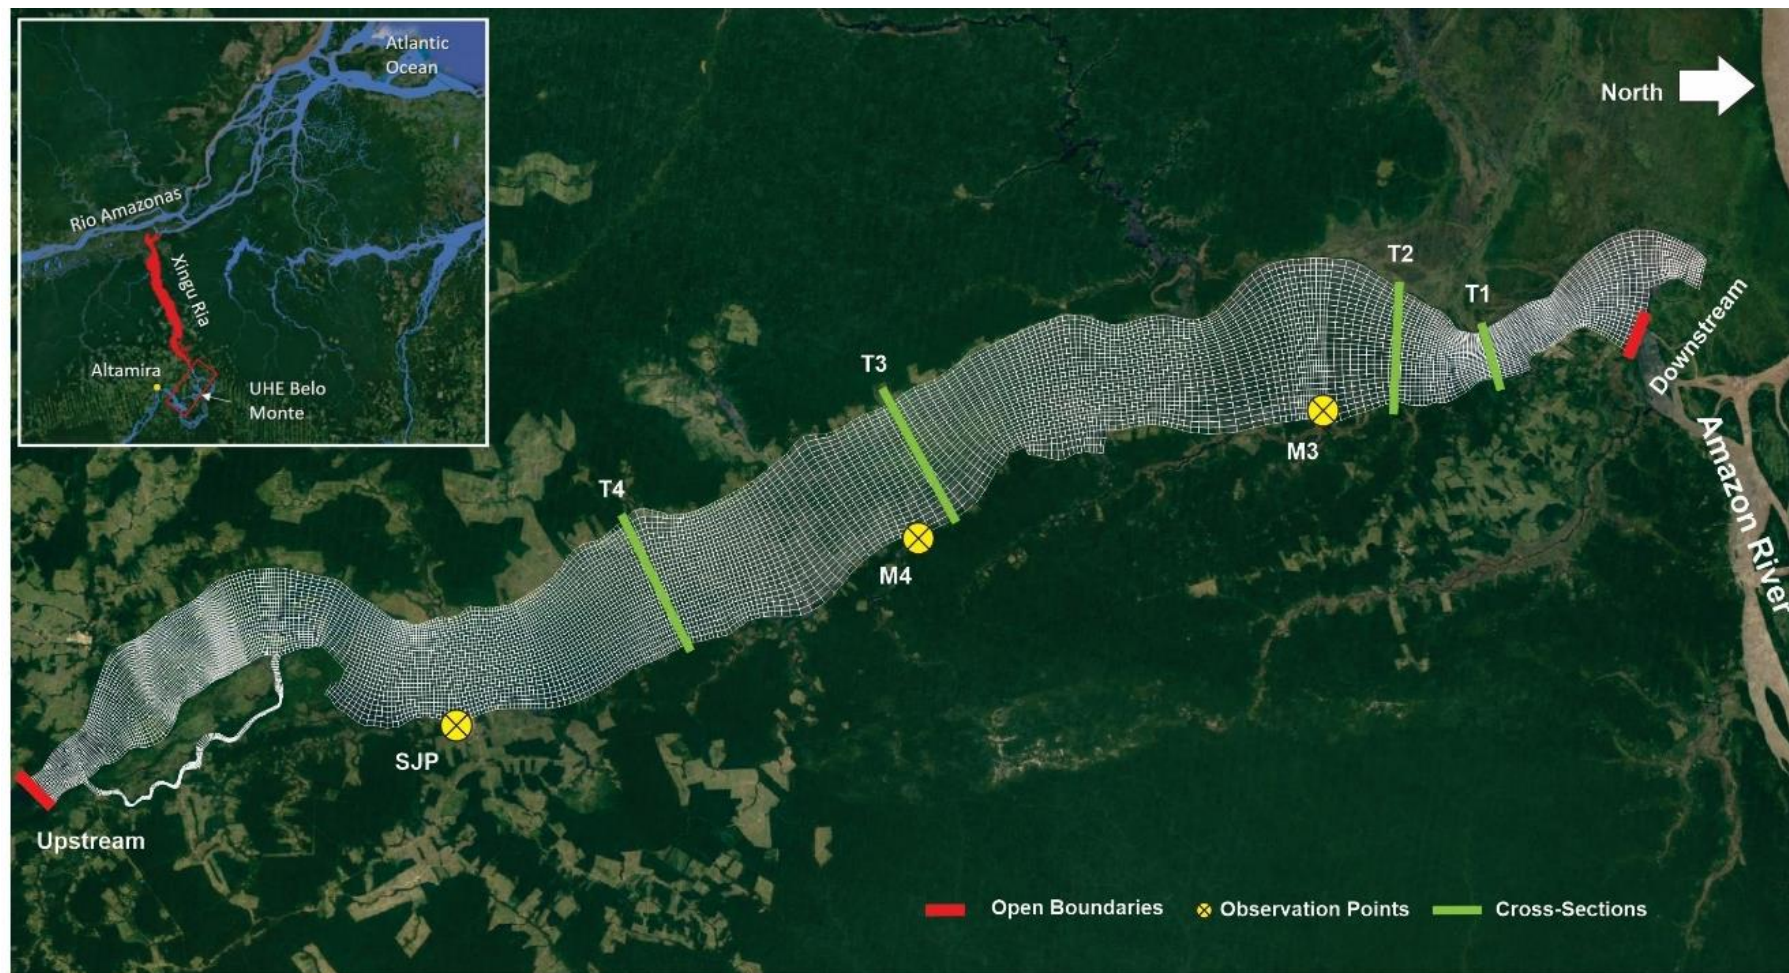 Atlantic
Ocean
Rio Amazonas
Xingu Ria
Altamira
UHE Belo
Monte
North
T2
T1
Downstream
T3
M3
Amazon River
T4
M4
SJP
Upstream
Open Boundaries
Observation Points
Cross-Sections